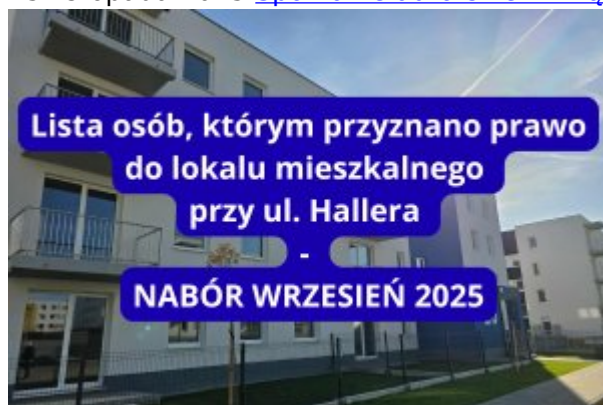 Lista osób, którym przyznano prawo
do lokalu mieszkalnego
przy ul. Hallera
-
NABÓR WRZESIEŃ 2025